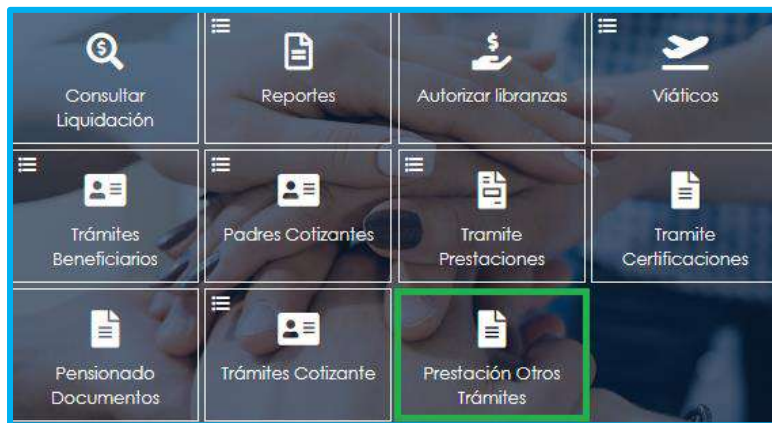 Consultar
Liquidación
Reportes
Autorizar libranzas
Viáticos
Trámites
Beneficiarios
Padres Cotizantes
Tramite
Prestaciones
Tramite
Certificaciones
Pensionado
Documentos
Trámites Cotizante
Prestación Otros
Trámites